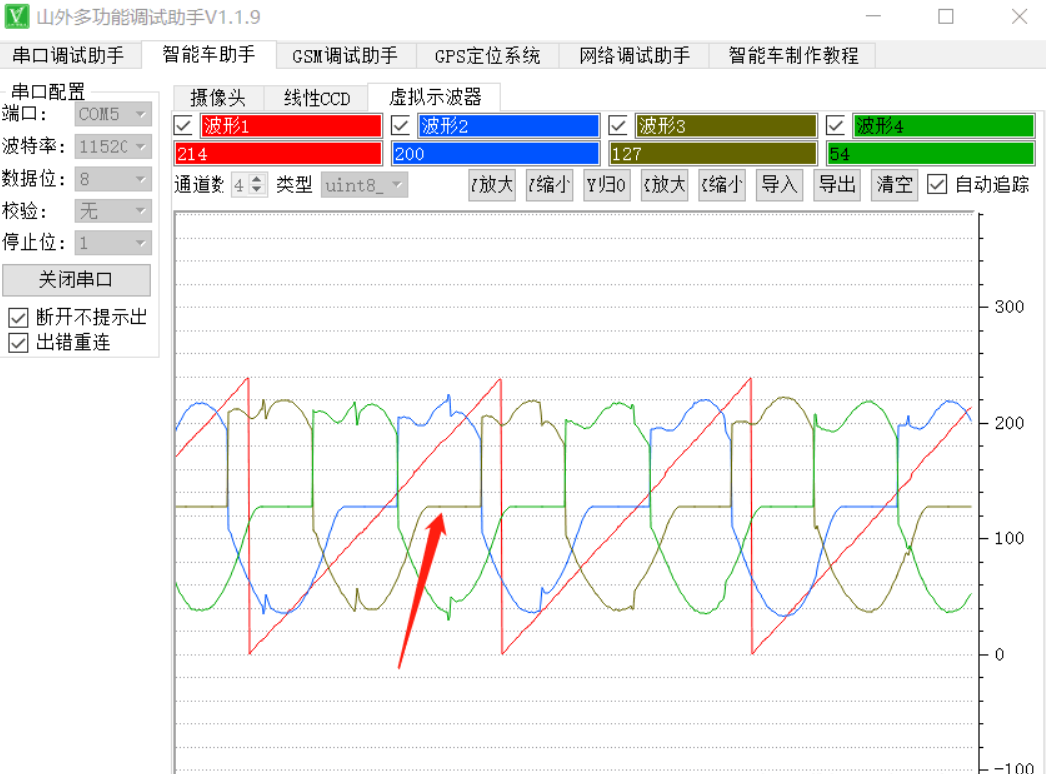 山外多功能调试助手V1.1.9
串口调试助手 智能车助手 GSM调试助手 GPS定位系统 网络调试助手 智能车制作教程
串口配置
端口: COM5
波特率: 11520
数据位: 8
校验: 无
停止位: 1
关闭串口
断开不提示出
出错重连
摄像头 线性CCD 虚拟示波器
波形1 波形2 波形3 波形4
214 200 127 54
通道数 4 类型 uint8_ 放大 缩小 Y归0 放大 缩小 导入 导出 清空 自动追踪
300
200
100
0
-100